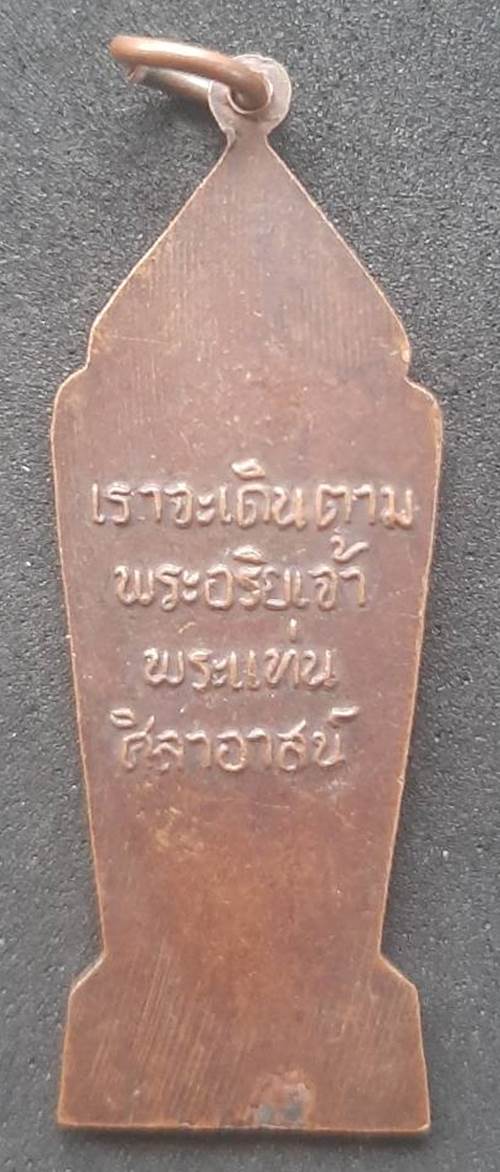 เราจะเดินตาม
พระอริยเจ้า
พระแท่น
ศิลาอาสน์